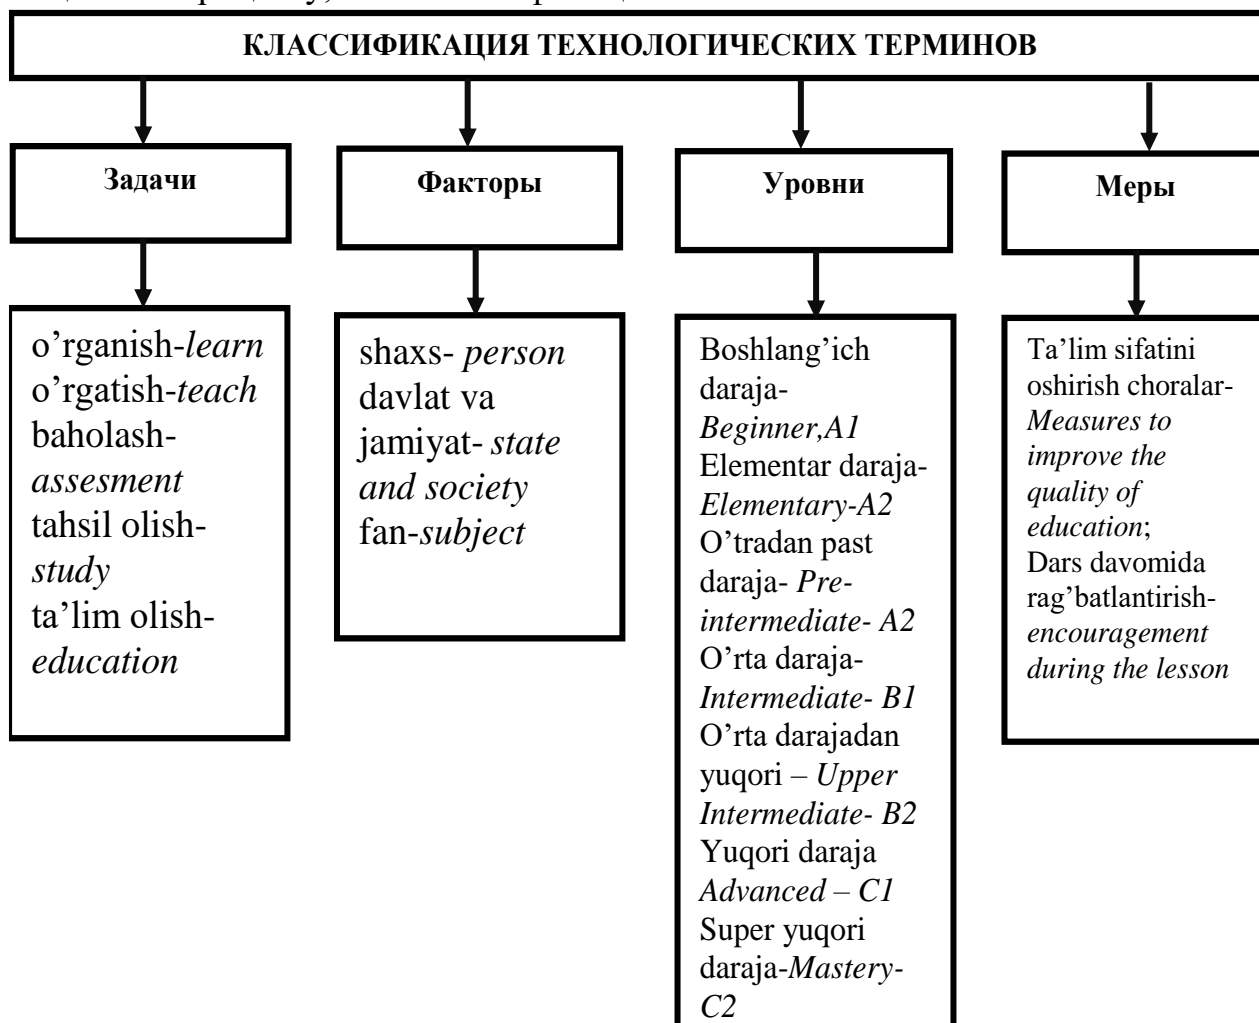 КЛАССИФИКАЦИЯ ТЕХНОЛОГИЧЕСКИХ ТЕРМИНОВ
Задачи
o’rganish-learn
o’rgatish-teach
baholash-
assesment
tahsil olish-
study
ta’lim olish-
education
Факторы
shaxs- person
davlat va
jamiyat- state
and society
fan-subject
Уровни
Boshlang’ich
daraja-
Beginner,A1
Elementar daraja-
Elementary-A2
O’tradan past
daraja- Pre-
intermediate- A2
O’rta daraja-
Intermediate- B1
O’rta darajadan
yuqori – Upper
Intermediate- B2
Yuqori daraja
Advanced – C1
Super yuqori
daraja-Mastery-
C2
Меры
Ta’lim sifatini
oshirish choralar-
Measures to
improve the
quality of
education;
Dars davomida
rag’batlantirish-
encouragement
during the lesson